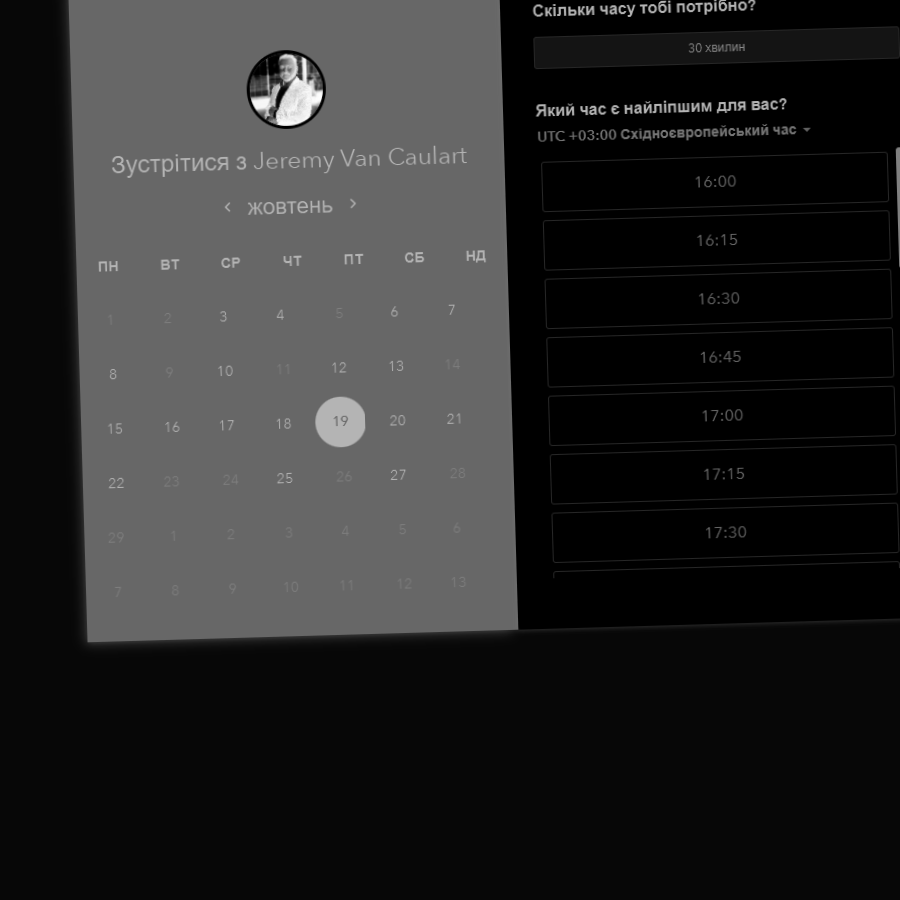 Зустрітися з Jeremy Van Caulart
‹ жовтень ›
ПН ВТ СР ЧТ ПТ СБ НД
1 2 3 4 5 6 7
8 9 10 11 12 13 14
15 16 17 18 19 20 21
22 23 24 25 26 27 28
29 1 2 3 4 5 6
7 8 9 10 11 12 13
Скільки часу тобі потрібно?
30 хвилин
Який час є найліпшим для вас?
UTC +03:00 Східноєвропейський час
16:00
16:15
16:30
16:45
17:00
17:15
17:30